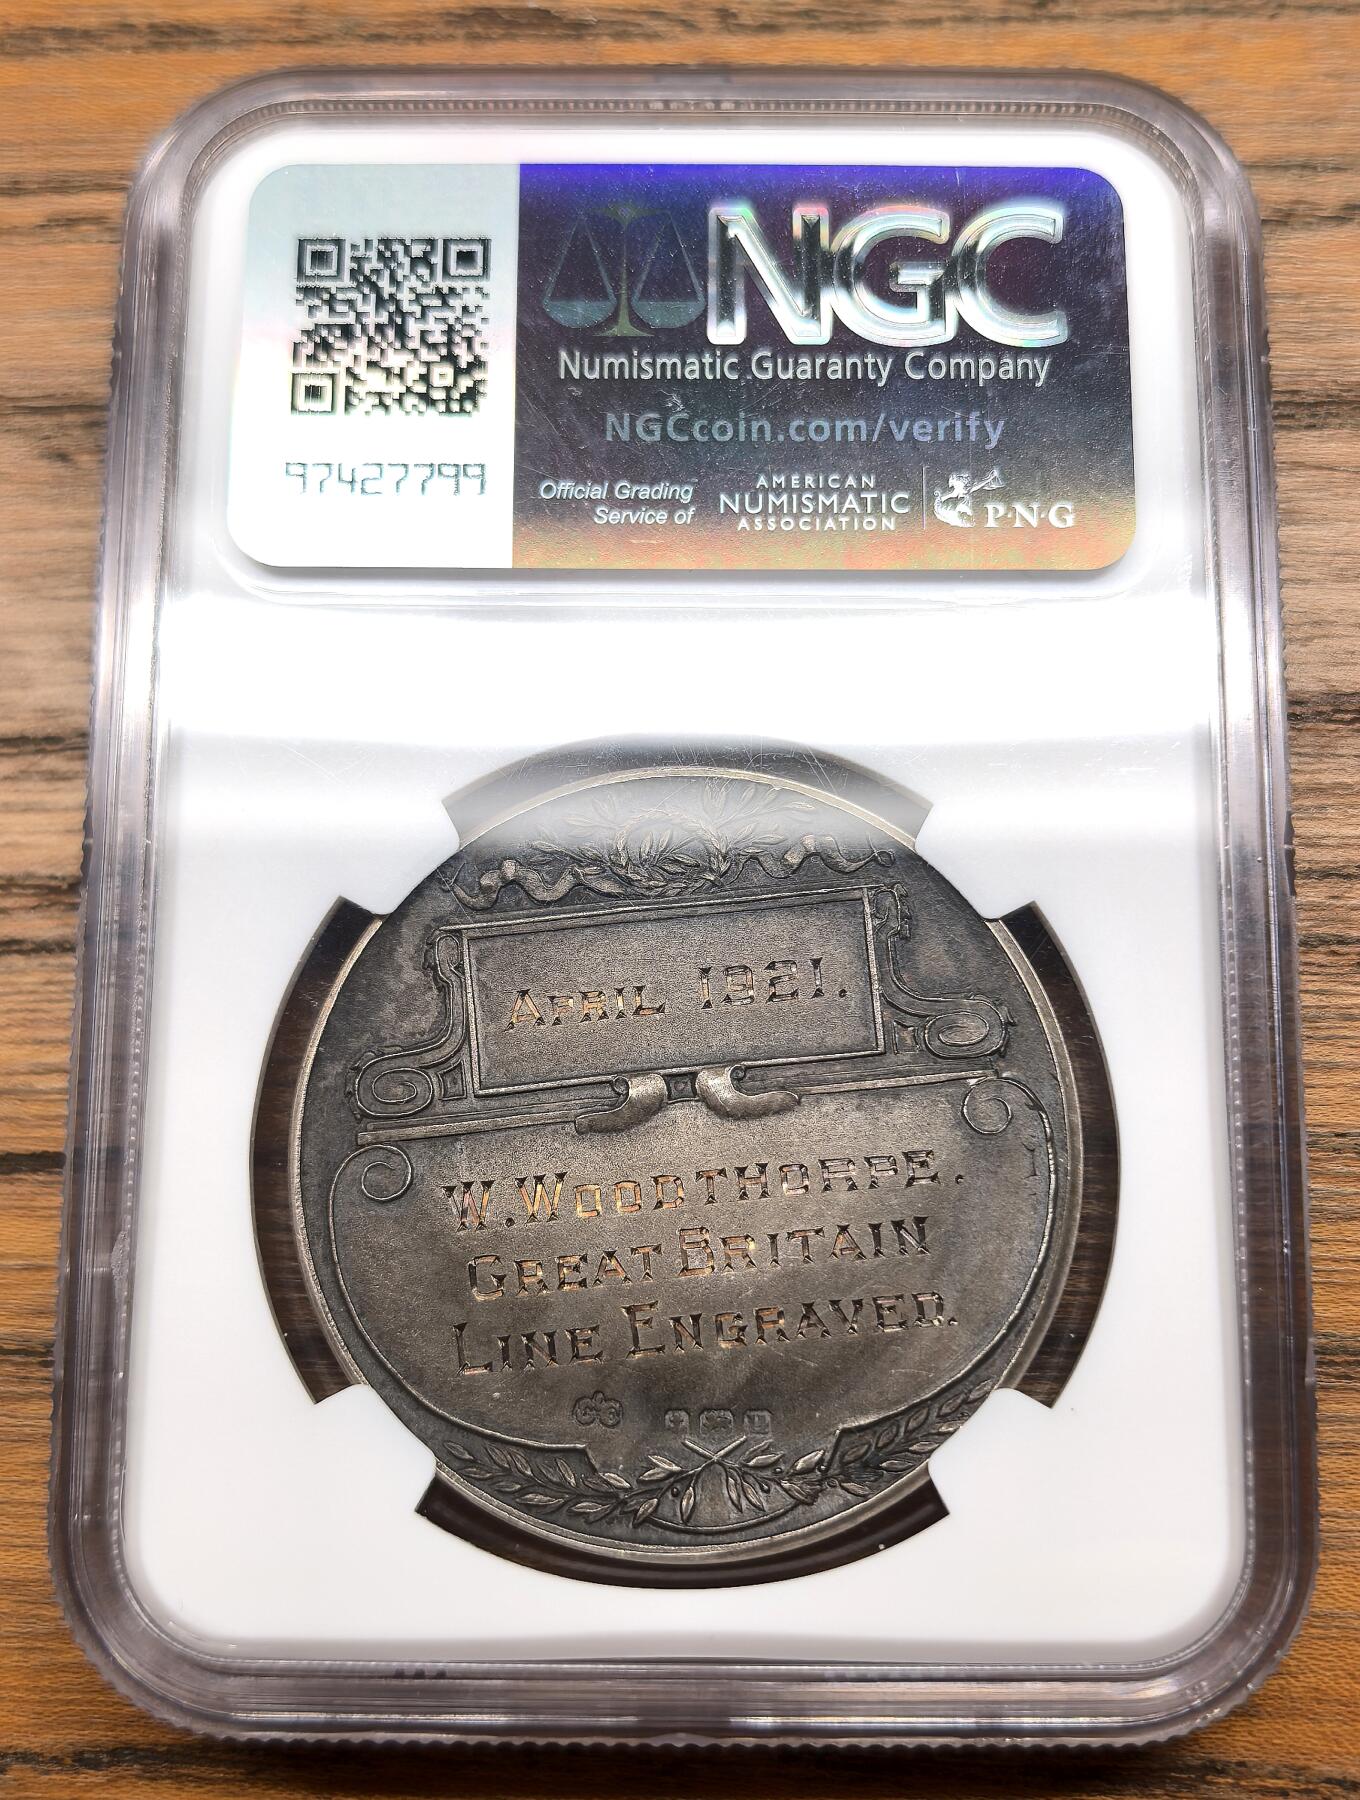 NGC
Numismatic Guaranty Company
NGCcoin.com/verify
97427799
Official Grading
Service of
AMERICAN
NUMISMATIC
ASSOCIATION
P·N·G
APRIL 1921.
W. WOODTHORPE.
GREAT BRITAIN
LINE ENGRAVED.